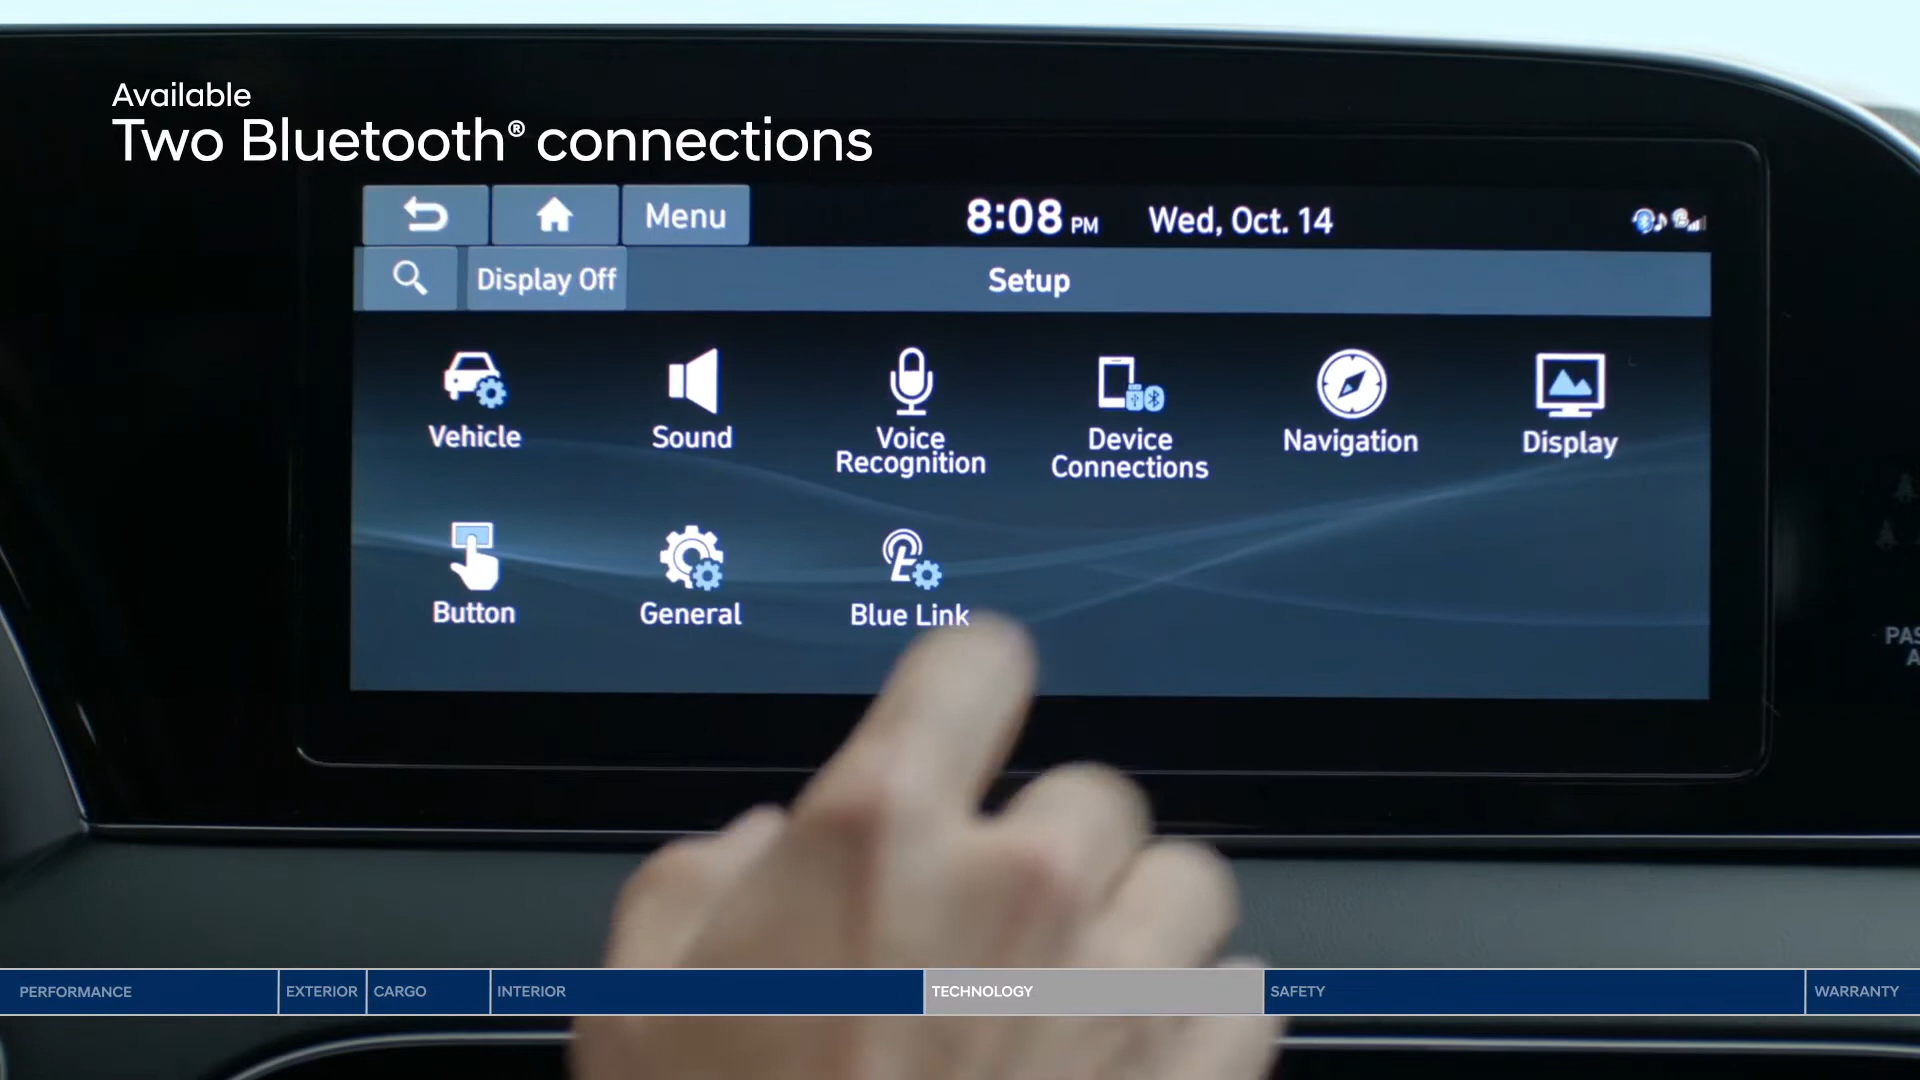 Available
Two Bluetooth® connections
Menu
8:08 PM
Wed, Oct. 14
Display Off
Setup
Vehicle
Sound
Voice
Recognition
Device
Connections
Navigation
Display
Button
General
Blue Link
PERFORMANCE
EXTERIOR
CARGO
INTERIOR
TECHNOLOGY
SAFETY
WARRANTY